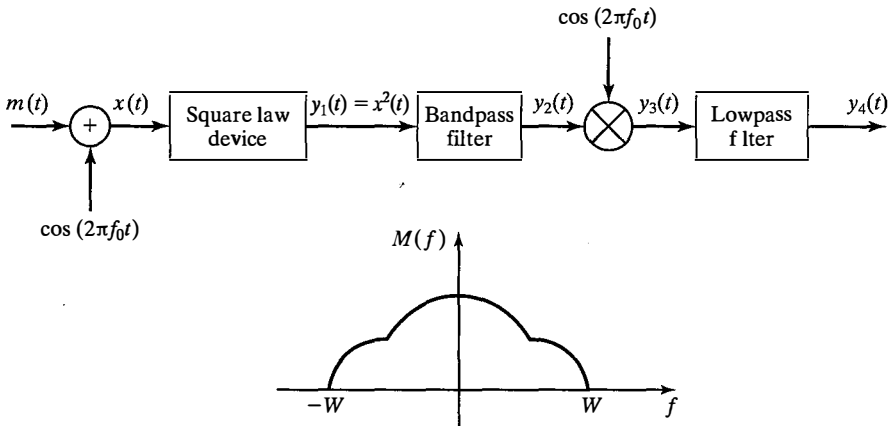 cos (2πf₀t)
m(t)
+
x(t)
Square law
device
y₁(t) = x²(t)
Bandpass
filter
y₂(t)
y₃(t)
Lowpass
f lter
y₄(t)
cos (2πf₀t)
M(f)
−W
W
f